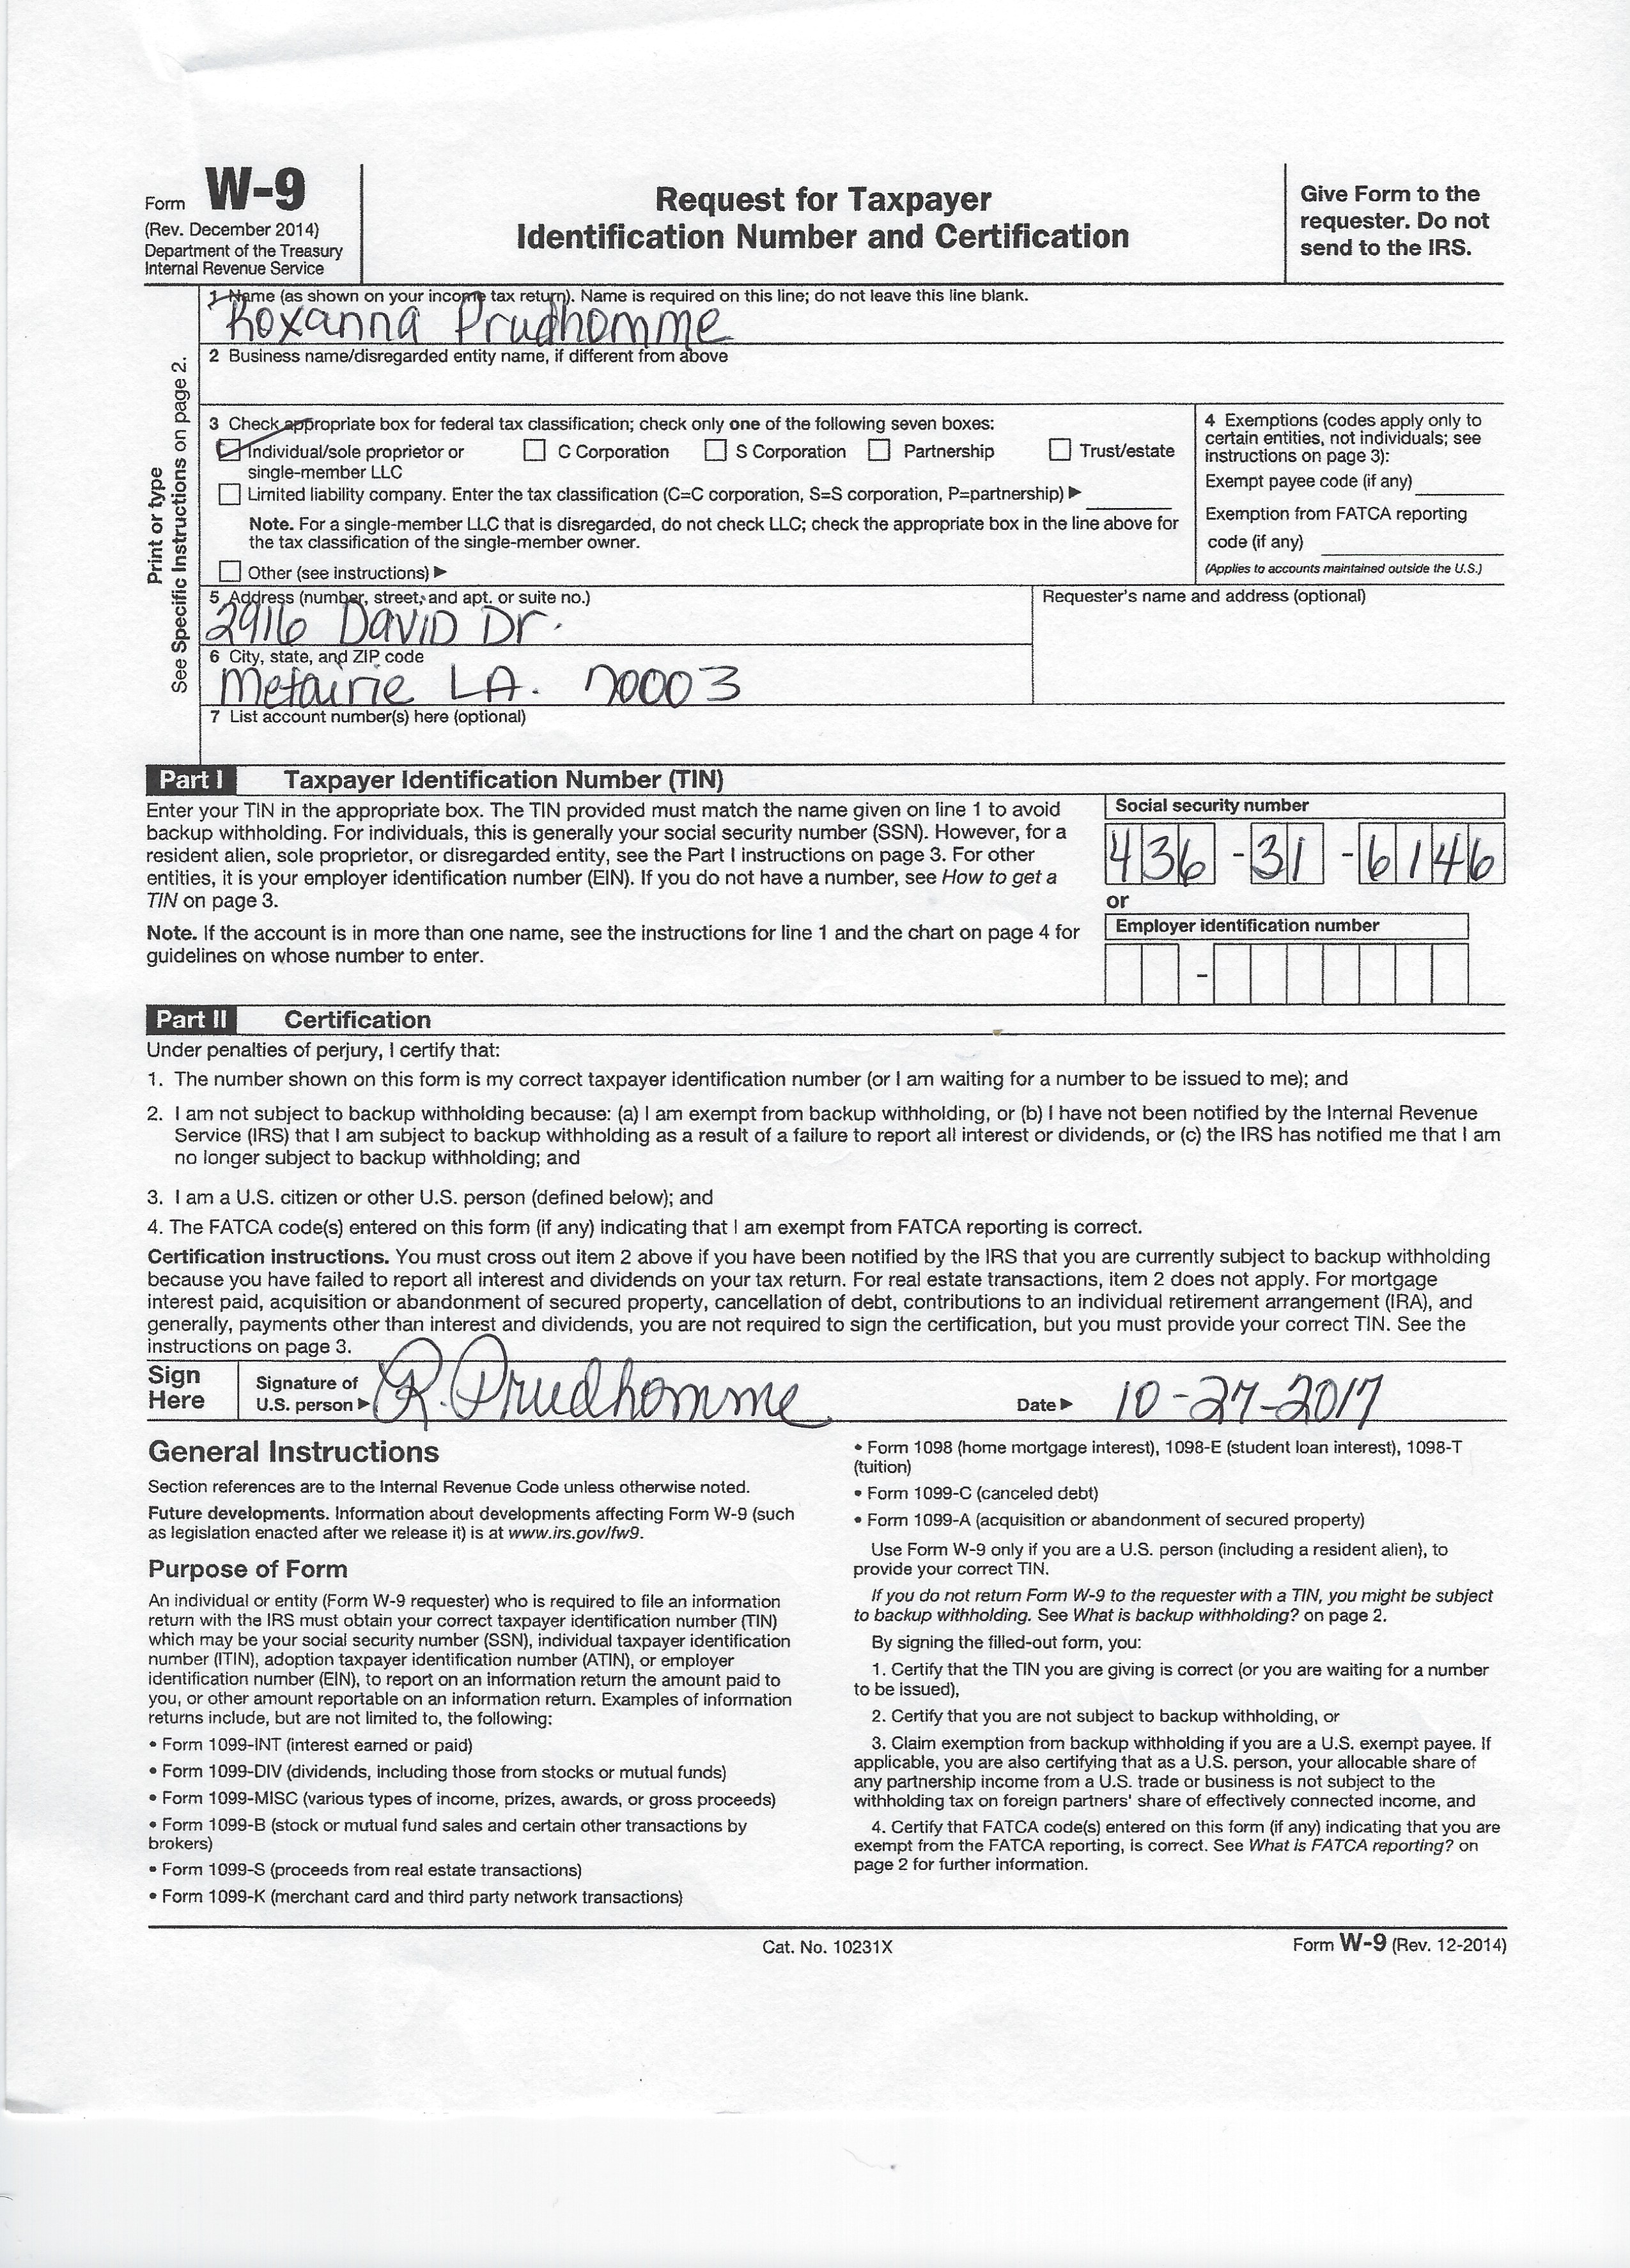 Form W-9
(Rev. December 2014)
Department of the Treasury
Internal Revenue Service
Request for Taxpayer
Identification Number and Certification
Give Form to the
requester. Do not
send to the IRS.
Print or type
See Specific Instructions on page 2.
1 Name (as shown on your income tax return). Name is required on this line; do not leave this line blank.
Roxanna Prudhomme
2 Business name/disregarded entity name, if different from above
3 Check appropriate box for federal tax classification; check only one of the following seven boxes:
Individual/sole proprietor or C Corporation S Corporation Partnership Trust/estate
single-member LLC
Limited liability company. Enter the tax classification (C=C corporation, S=S corporation, P=partnership) ▶
Note. For a single-member LLC that is disregarded, do not check LLC; check the appropriate box in the line above for
the tax classification of the single-member owner.
Other (see instructions) ▶
4 Exemptions (codes apply only to
certain entities, not individuals; see
instructions on page 3):
Exempt payee code (if any)
Exemption from FATCA reporting
code (if any)
(Applies to accounts maintained outside the U.S.)
5 Address (number, street, and apt. or suite no.)
2916 David Dr.
Requester's name and address (optional)
6 City, state, and ZIP code
Metairie LA. 70003
7 List account number(s) here (optional)
Part I Taxpayer Identification Number (TIN)
Enter your TIN in the appropriate box. The TIN provided must match the name given on line 1 to avoid
backup withholding. For individuals, this is generally your social security number (SSN). However, for a
resident alien, sole proprietor, or disregarded entity, see the Part I instructions on page 3. For other
entities, it is your employer identification number (EIN). If you do not have a number, see How to get a
TIN on page 3.
Note. If the account is in more than one name, see the instructions for line 1 and the chart on page 4 for
guidelines on whose number to enter.
Social security number
436-31-6146
or
Employer identification number
-
Part II Certification
Under penalties of perjury, I certify that:
1. The number shown on this form is my correct taxpayer identification number (or I am waiting for a number to be issued to me); and
2. I am not subject to backup withholding because: (a) I am exempt from backup withholding, or (b) I have not been notified by the Internal Revenue
Service (IRS) that I am subject to backup withholding as a result of a failure to report all interest or dividends, or (c) the IRS has notified me that I am
no longer subject to backup withholding; and
3. I am a U.S. citizen or other U.S. person (defined below); and
4. The FATCA code(s) entered on this form (if any) indicating that I am exempt from FATCA reporting is correct.
Certification instructions. You must cross out item 2 above if you have been notified by the IRS that you are currently subject to backup withholding
because you have failed to report all interest and dividends on your tax return. For real estate transactions, item 2 does not apply. For mortgage
interest paid, acquisition or abandonment of secured property, cancellation of debt, contributions to an individual retirement arrangement (IRA), and
generally, payments other than interest and dividends, you are not required to sign the certification, but you must provide your correct TIN. See the
instructions on page 3.
Sign
Here
Signature of
U.S. person ▶ R. Prudhomme
Date ▶ 10-27-2017
General Instructions
Section references are to the Internal Revenue Code unless otherwise noted.
Future developments. Information about developments affecting Form W-9 (such
as legislation enacted after we release it) is at www.irs.gov/fw9.
Purpose of Form
An individual or entity (Form W-9 requester) who is required to file an information
return with the IRS must obtain your correct taxpayer identification number (TIN)
which may be your social security number (SSN), individual taxpayer identification
number (ITIN), adoption taxpayer identification number (ATIN), or employer
identification number (EIN), to report on an information return the amount paid to
you, or other amount reportable on an information return. Examples of information
returns include, but are not limited to, the following:
• Form 1099-INT (interest earned or paid)
• Form 1099-DIV (dividends, including those from stocks or mutual funds)
• Form 1099-MISC (various types of income, prizes, awards, or gross proceeds)
• Form 1099-B (stock or mutual fund sales and certain other transactions by
brokers)
• Form 1099-S (proceeds from real estate transactions)
• Form 1099-K (merchant card and third party network transactions)
• Form 1098 (home mortgage interest), 1098-E (student loan interest), 1098-T
(tuition)
• Form 1099-C (canceled debt)
• Form 1099-A (acquisition or abandonment of secured property)
Use Form W-9 only if you are a U.S. person (including a resident alien), to
provide your correct TIN.
If you do not return Form W-9 to the requester with a TIN, you might be subject
to backup withholding. See What is backup withholding? on page 2.
By signing the filled-out form, you:
1. Certify that the TIN you are giving is correct (or you are waiting for a number
to be issued),
2. Certify that you are not subject to backup withholding, or
3. Claim exemption from backup withholding if you are a U.S. exempt payee. If
applicable, you are also certifying that as a U.S. person, your allocable share of
any partnership income from a U.S. trade or business is not subject to the
withholding tax on foreign partners' share of effectively connected income, and
4. Certify that FATCA code(s) entered on this form (if any) indicating that you are
exempt from the FATCA reporting, is correct. See What is FATCA reporting? on
page 2 for further information.
Cat. No. 10231X
Form W-9 (Rev. 12-2014)